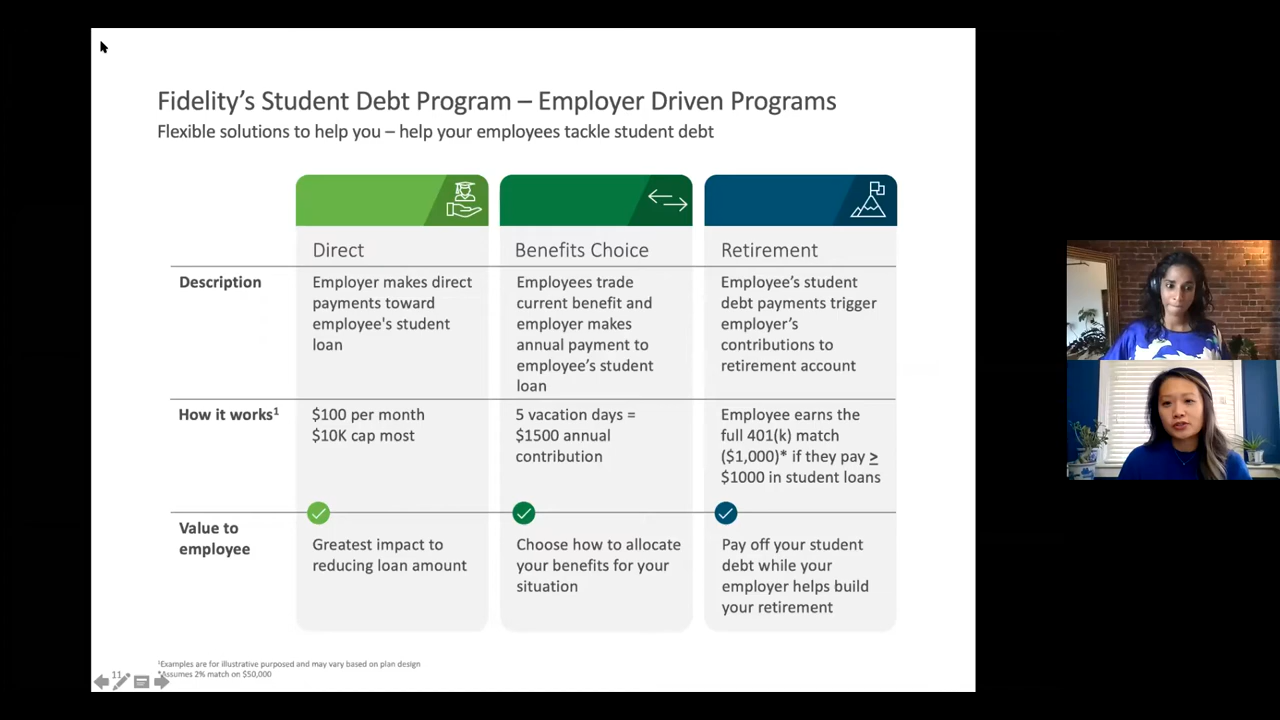 Fidelity's Student Debt Program – Employer Driven Programs
Flexible solutions to help you – help your employees tackle student debt
Direct
Benefits Choice
Retirement
Description
Employer makes direct
payments toward
employee's student
loan
Employees trade
current benefit and
employer makes
annual payment to
employee's student
loan
Employee's student
debt payments trigger
employer's
contributions to
retirement account
How it works1
$100 per month
$10K cap most
5 vacation days =
$1500 annual
contribution
Employee earns the
full 401(k) match
($1,000)* if they pay ≥
$1000 in student loans
Value to
employee
Greatest impact to
reducing loan amount
Choose how to allocate
your benefits for your
situation
Pay off your student
debt while your
employer helps build
your retirement
1Examples are for illustrative purposed and may vary based on plan design
*Assumes 2% match on $50,000
11